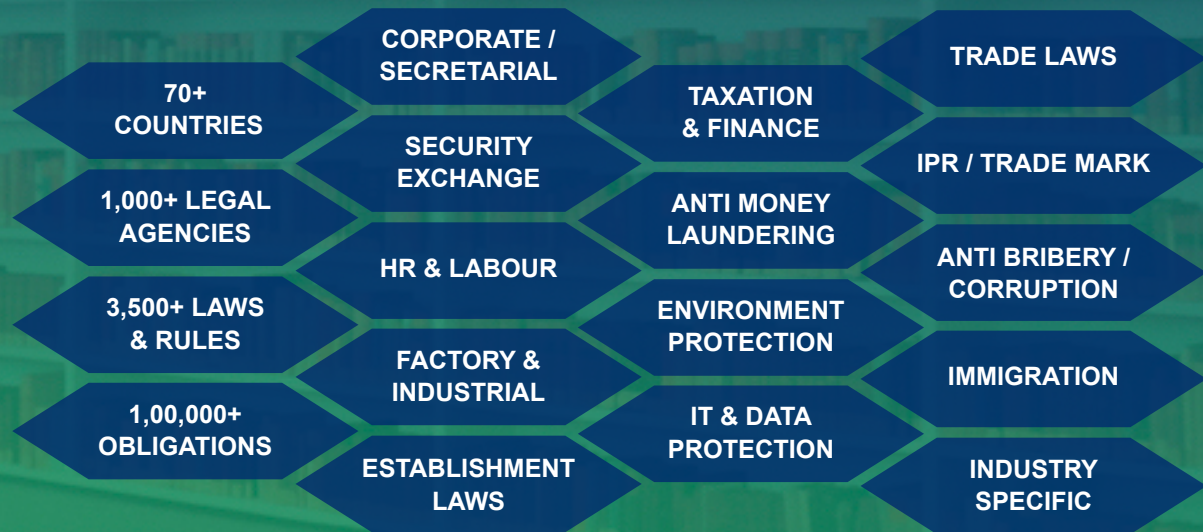 70+
COUNTRIES
1,000+ LEGAL
AGENCIES
3,500+ LAWS
& RULES
1,00,000+
OBLIGATIONS
CORPORATE /
SECRETARIAL
SECURITY
EXCHANGE
HR & LABOUR
FACTORY &
INDUSTRIAL
ESTABLISHMENT
LAWS
TAXATION
& FINANCE
ANTI MONEY
LAUNDERING
ENVIRONMENT
PROTECTION
IT & DATA
PROTECTION
TRADE LAWS
IPR / TRADE MARK
ANTI BRIBERY /
CORRUPTION
IMMIGRATION
INDUSTRY
SPECIFIC